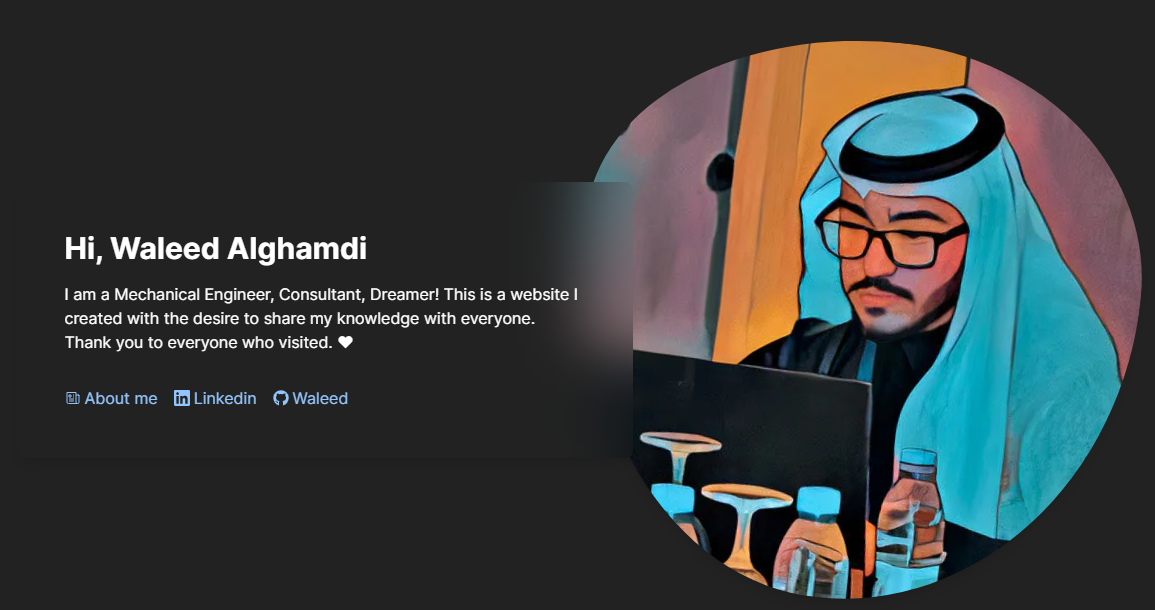 Hi, Waleed Alghamdi
I am a Mechanical Engineer, Consultant, Dreamer! This is a website I
created with the desire to share my knowledge with everyone.
Thank you to everyone who visited. ♥
About me Linkedin Waleed